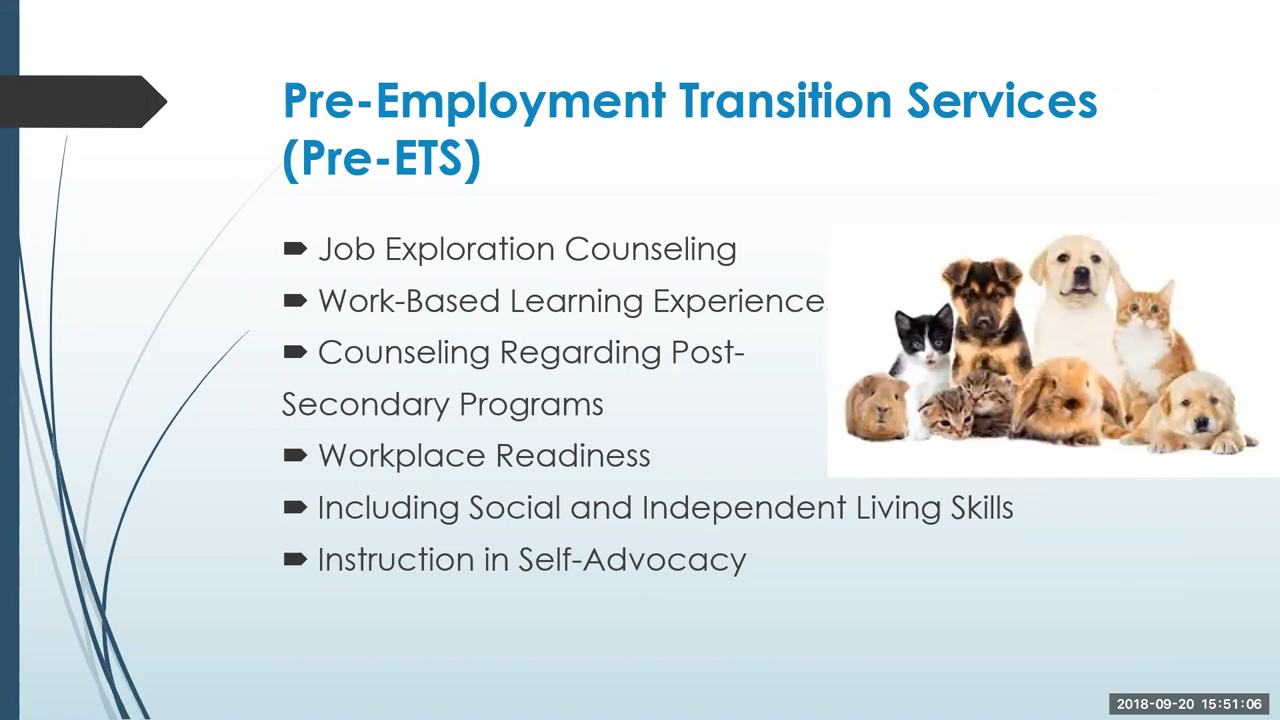 Pre-Employment Transition Services
(Pre-ETS)
Job Exploration Counseling
Work-Based Learning Experience
Counseling Regarding Post-
Secondary Programs
Workplace Readiness
Including Social and Independent Living Skills
Instruction in Self-Advocacy
2018-09-20 15:51:06